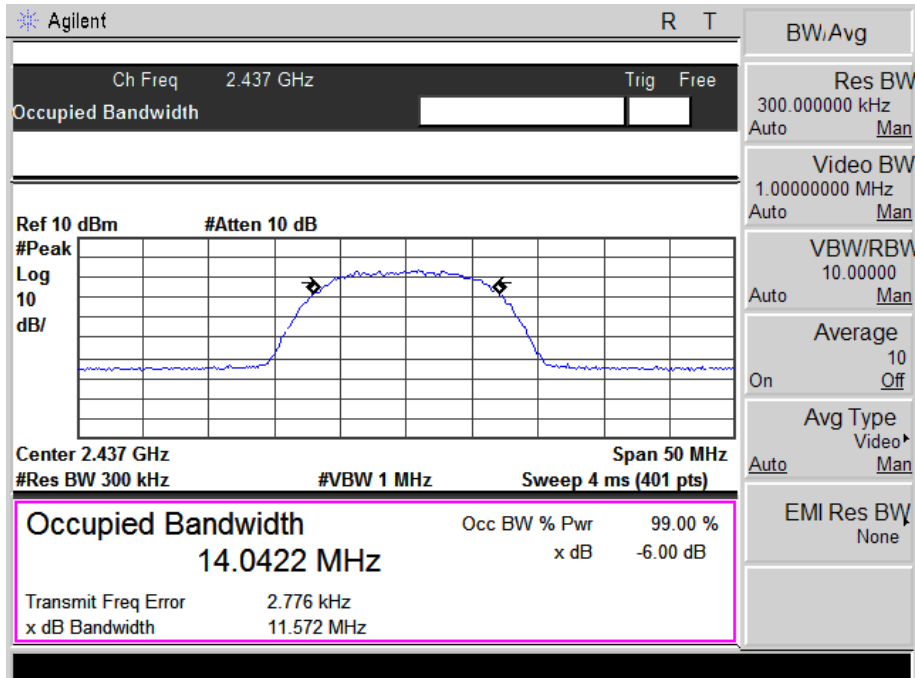 Agilent R T
Ch Freq 2.437 GHz Trig Free
Occupied Bandwidth
Ref 10 dBm #Atten 10 dB
#Peak
Log
10
dB/
Center 2.437 GHz Span 50 MHz
#Res BW 300 kHz #VBW 1 MHz Sweep 4 ms (401 pts)
Occupied Bandwidth
14.0422 MHz
Occ BW % Pwr 99.00 %
x dB -6.00 dB
Transmit Freq Error 2.776 kHz
x dB Bandwidth 11.572 MHz
BW/Avg
Res BW
300.000000 kHz
Auto Man
Video BW
1.00000000 MHz
Auto Man
VBW/RBW
10.00000
Auto Man
Average
10
On Off
Avg Type
Video
Auto Man
EMI Res BW
None